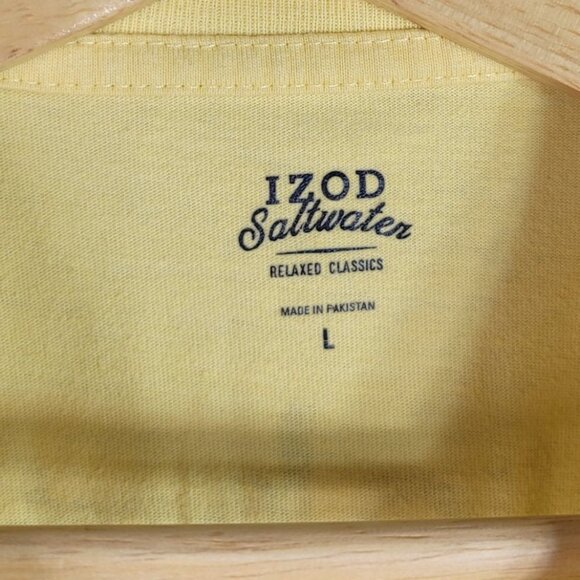 IZOD
Saltwater
RELAXED CLASSICS
MADE IN PAKISTAN
L